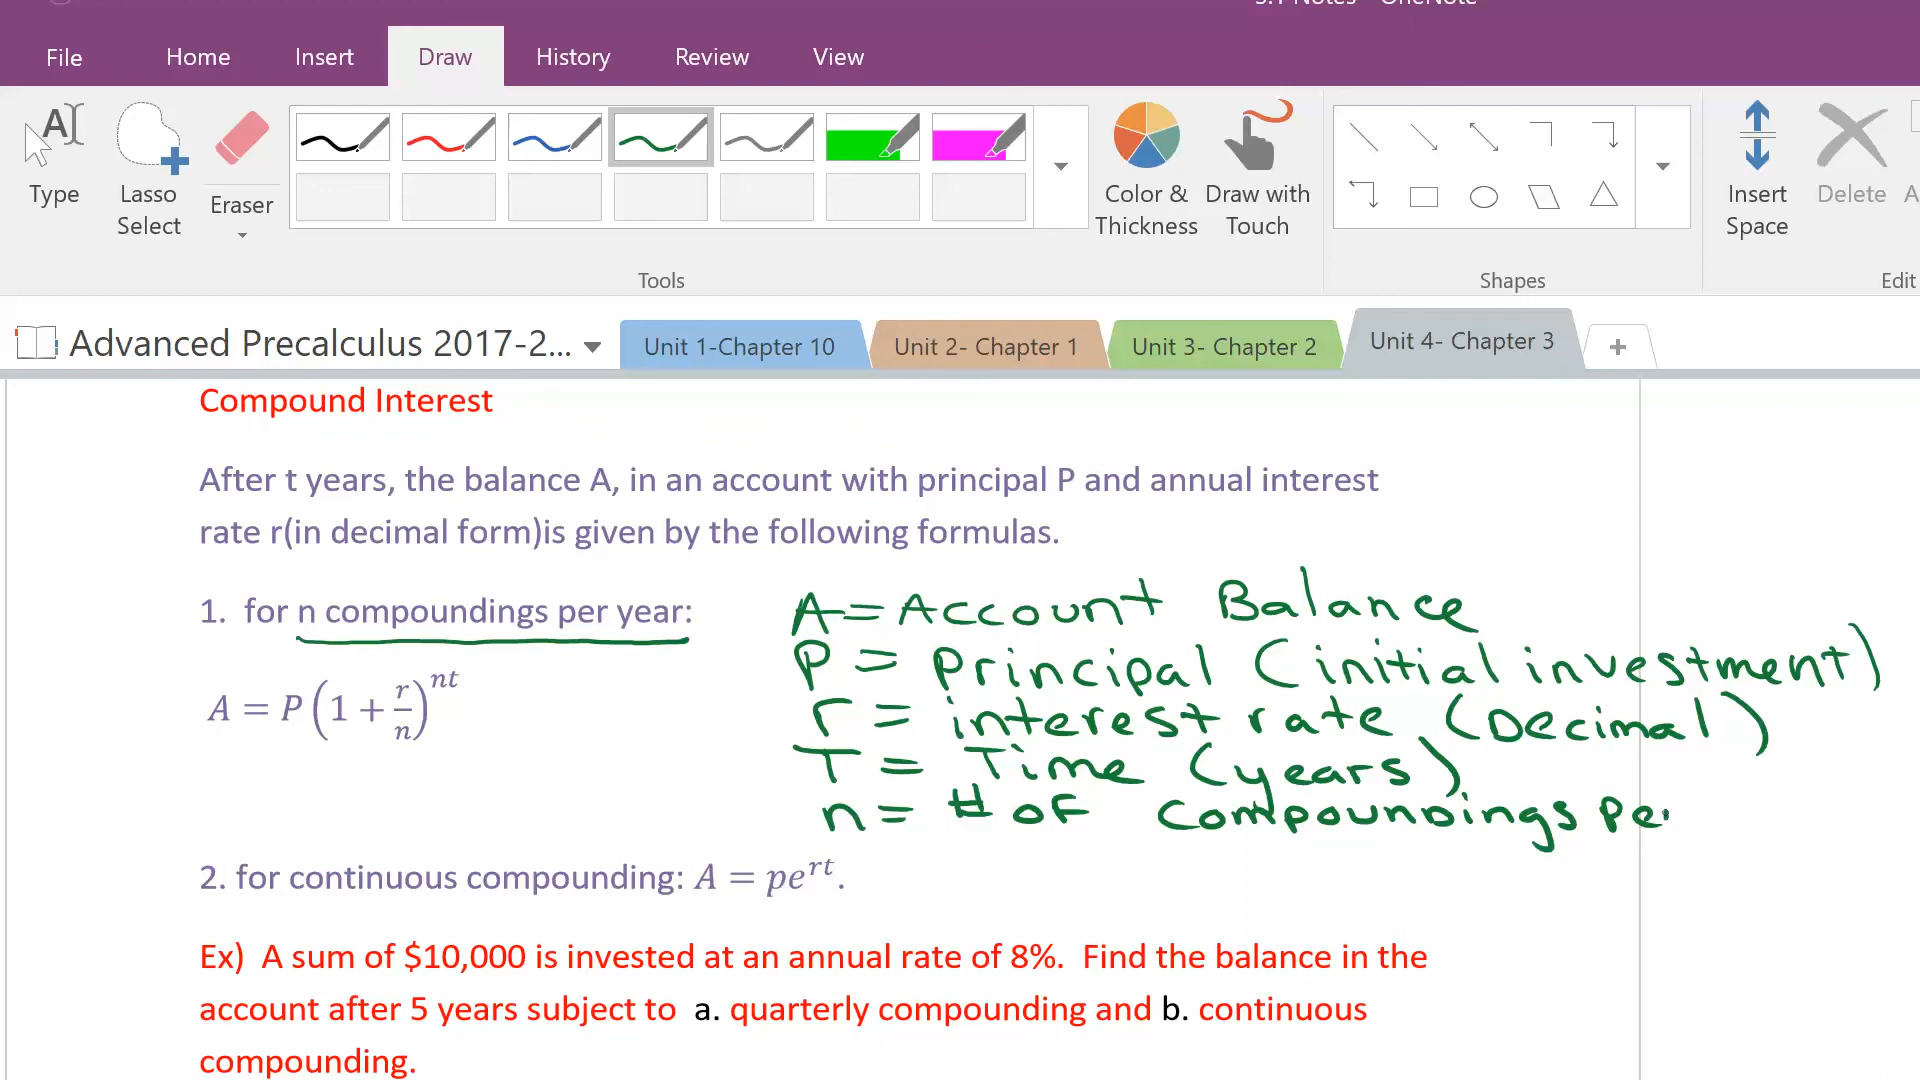 File Home Insert Draw History Review View
Type
Lasso Select
Eraser
Color & Thickness
Draw with Touch
Insert Space
Delete
Tools
Shapes
Edit
Advanced Precalculus 2017-2... Unit 1-Chapter 10 Unit 2- Chapter 1 Unit 3- Chapter 2 Unit 4- Chapter 3 +
Compound Interest
After t years, the balance A, in an account with principal P and annual interest
rate r(in decimal form)is given by the following formulas.
1. for n compoundings per year:
A = P(1 + r/n)^nt
A = Account Balance
P = Principal (initial investment)
r = interest rate (Decimal)
T = Time (years)
n = # of compoundings pe
2. for continuous compounding: A = pe^rt.
Ex) A sum of $10,000 is invested at an annual rate of 8%. Find the balance in the
account after 5 years subject to a. quarterly compounding and b. continuous
compounding.